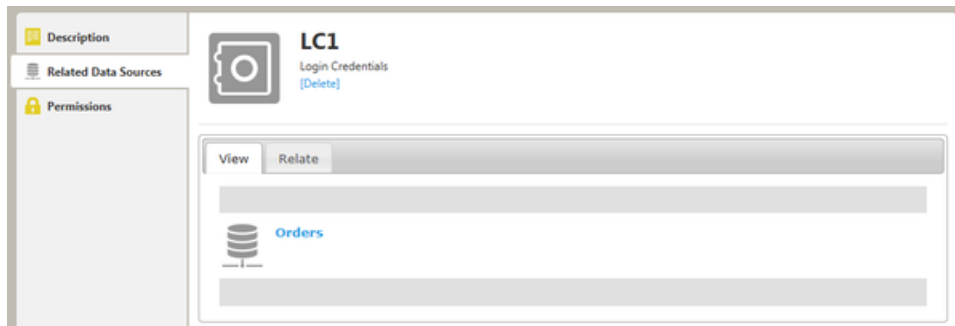 Description
Related Data Sources
Permissions
LC1
Login Credentials
[Delete]
View
Relate
Orders